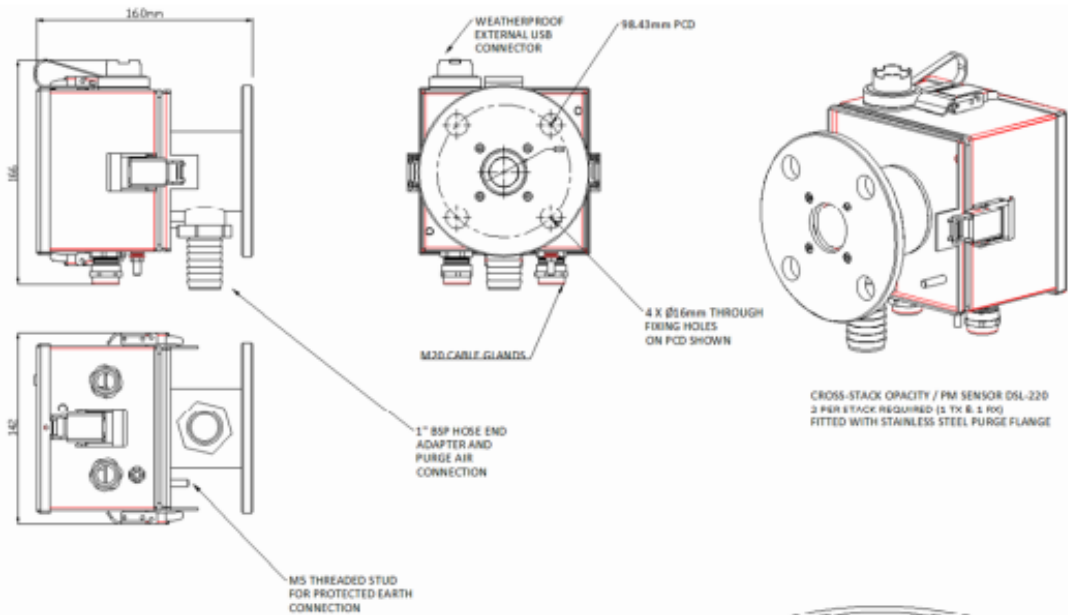 160mm
WEATHERPROOF
EXTERNAL USB
CONNECTOR
98.43mm PCD
166
4 X Ø16mm THROUGH
FIXING HOLES
ON PCD SHOWN
M20 CABLE GLANDS
CROSS-STACK OPACITY / PM SENSOR DSL-220
2 PER STACK REQUIRED (1 TX & 1 RX)
FITTED WITH STAINLESS STEEL PURGE FLANGE
142
1" BSP HOSE END
ADAPTER AND
PURGE AIR
CONNECTION
M5 THREADED STUD
FOR PROTECTED EARTH
CONNECTION